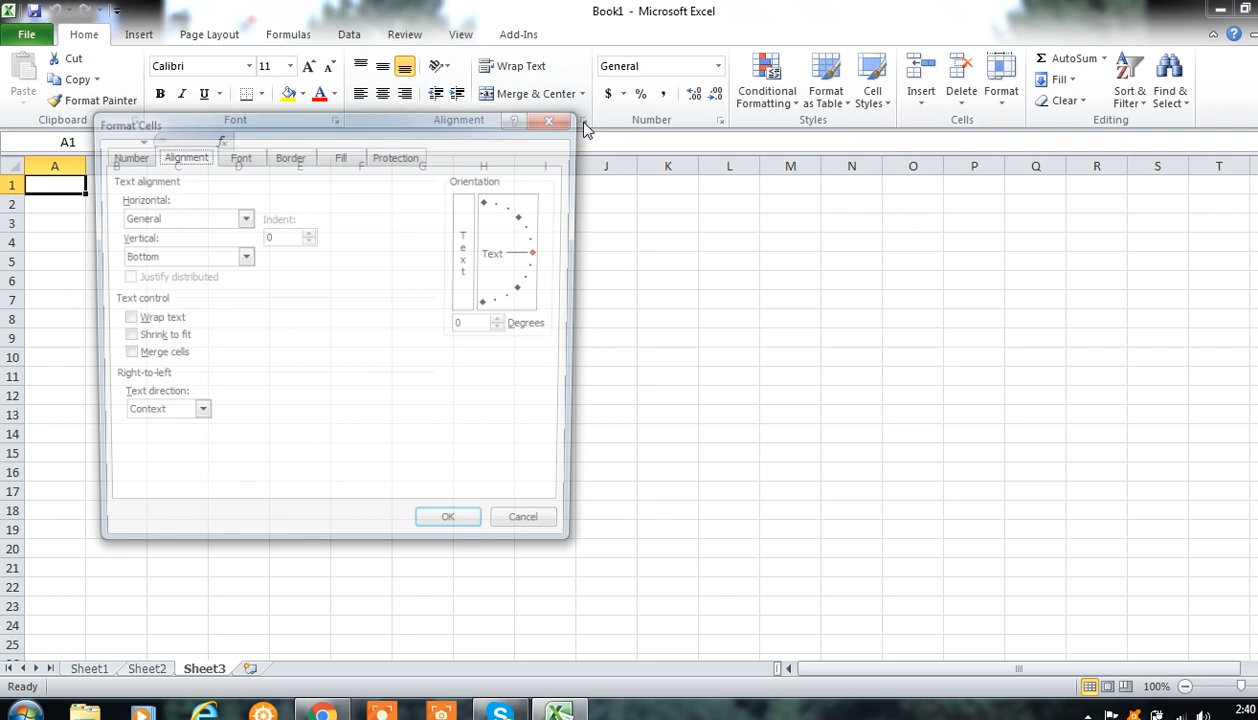 Book1 - Microsoft Excel
File Home Insert Page Layout Formulas Data Review View Add-Ins
Cut
Copy
Format Painter
Paste
Clipboard
Calibri 11
B I U
Font
Wrap Text
Merge & Center
Alignment
General
$ % ,
Number
Conditional Formatting
Format as Table
Cell Styles
Styles
Insert Delete Format
Cells
AutoSum
Fill
Clear
Sort & Filter
Find & Select
Editing
A1 fx
A B C D E F G H I J K L M N O P Q R S T
1
2
3
4
5
6
7
8
9
10
11
12
13
14
15
16
17
18
19
20
21
22
23
24
25
Format Cells
Number Alignment Font Border Fill Protection
Text alignment
Horizontal:
General
Indent:
Vertical:
0
Bottom
Justify distributed
Text control
Wrap text
Shrink to fit
Merge cells
Right-to-left
Text direction:
Context
Orientation
Text
Text
0 Degrees
OK Cancel
Sheet1 Sheet2 Sheet3
Ready 100%
2:40